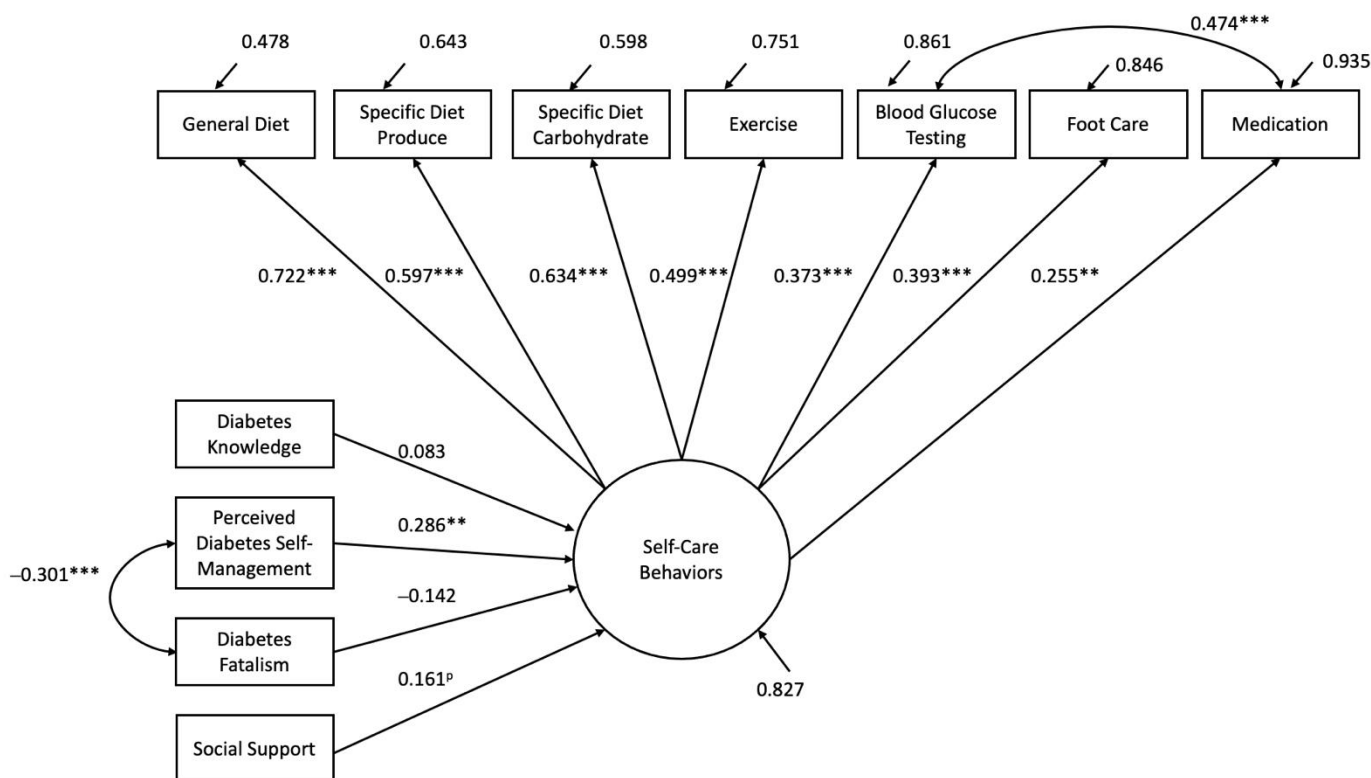 0.478
0.643
0.598
0.751
0.861
0.474***
0.846
0.935
General Diet
Specific Diet
Produce
Specific Diet
Carbohydrate
Exercise
Blood Glucose
Testing
Foot Care
Medication
0.722***
0.597***
0.634***
0.499***
0.373***
0.393***
0.255**
Diabetes
Knowledge
0.083
Perceived
Diabetes Self-
Management
0.286**
−0.301***
Diabetes
Fatalism
−0.142
Social Support
0.161ᵖ
Self-Care
Behaviors
0.827